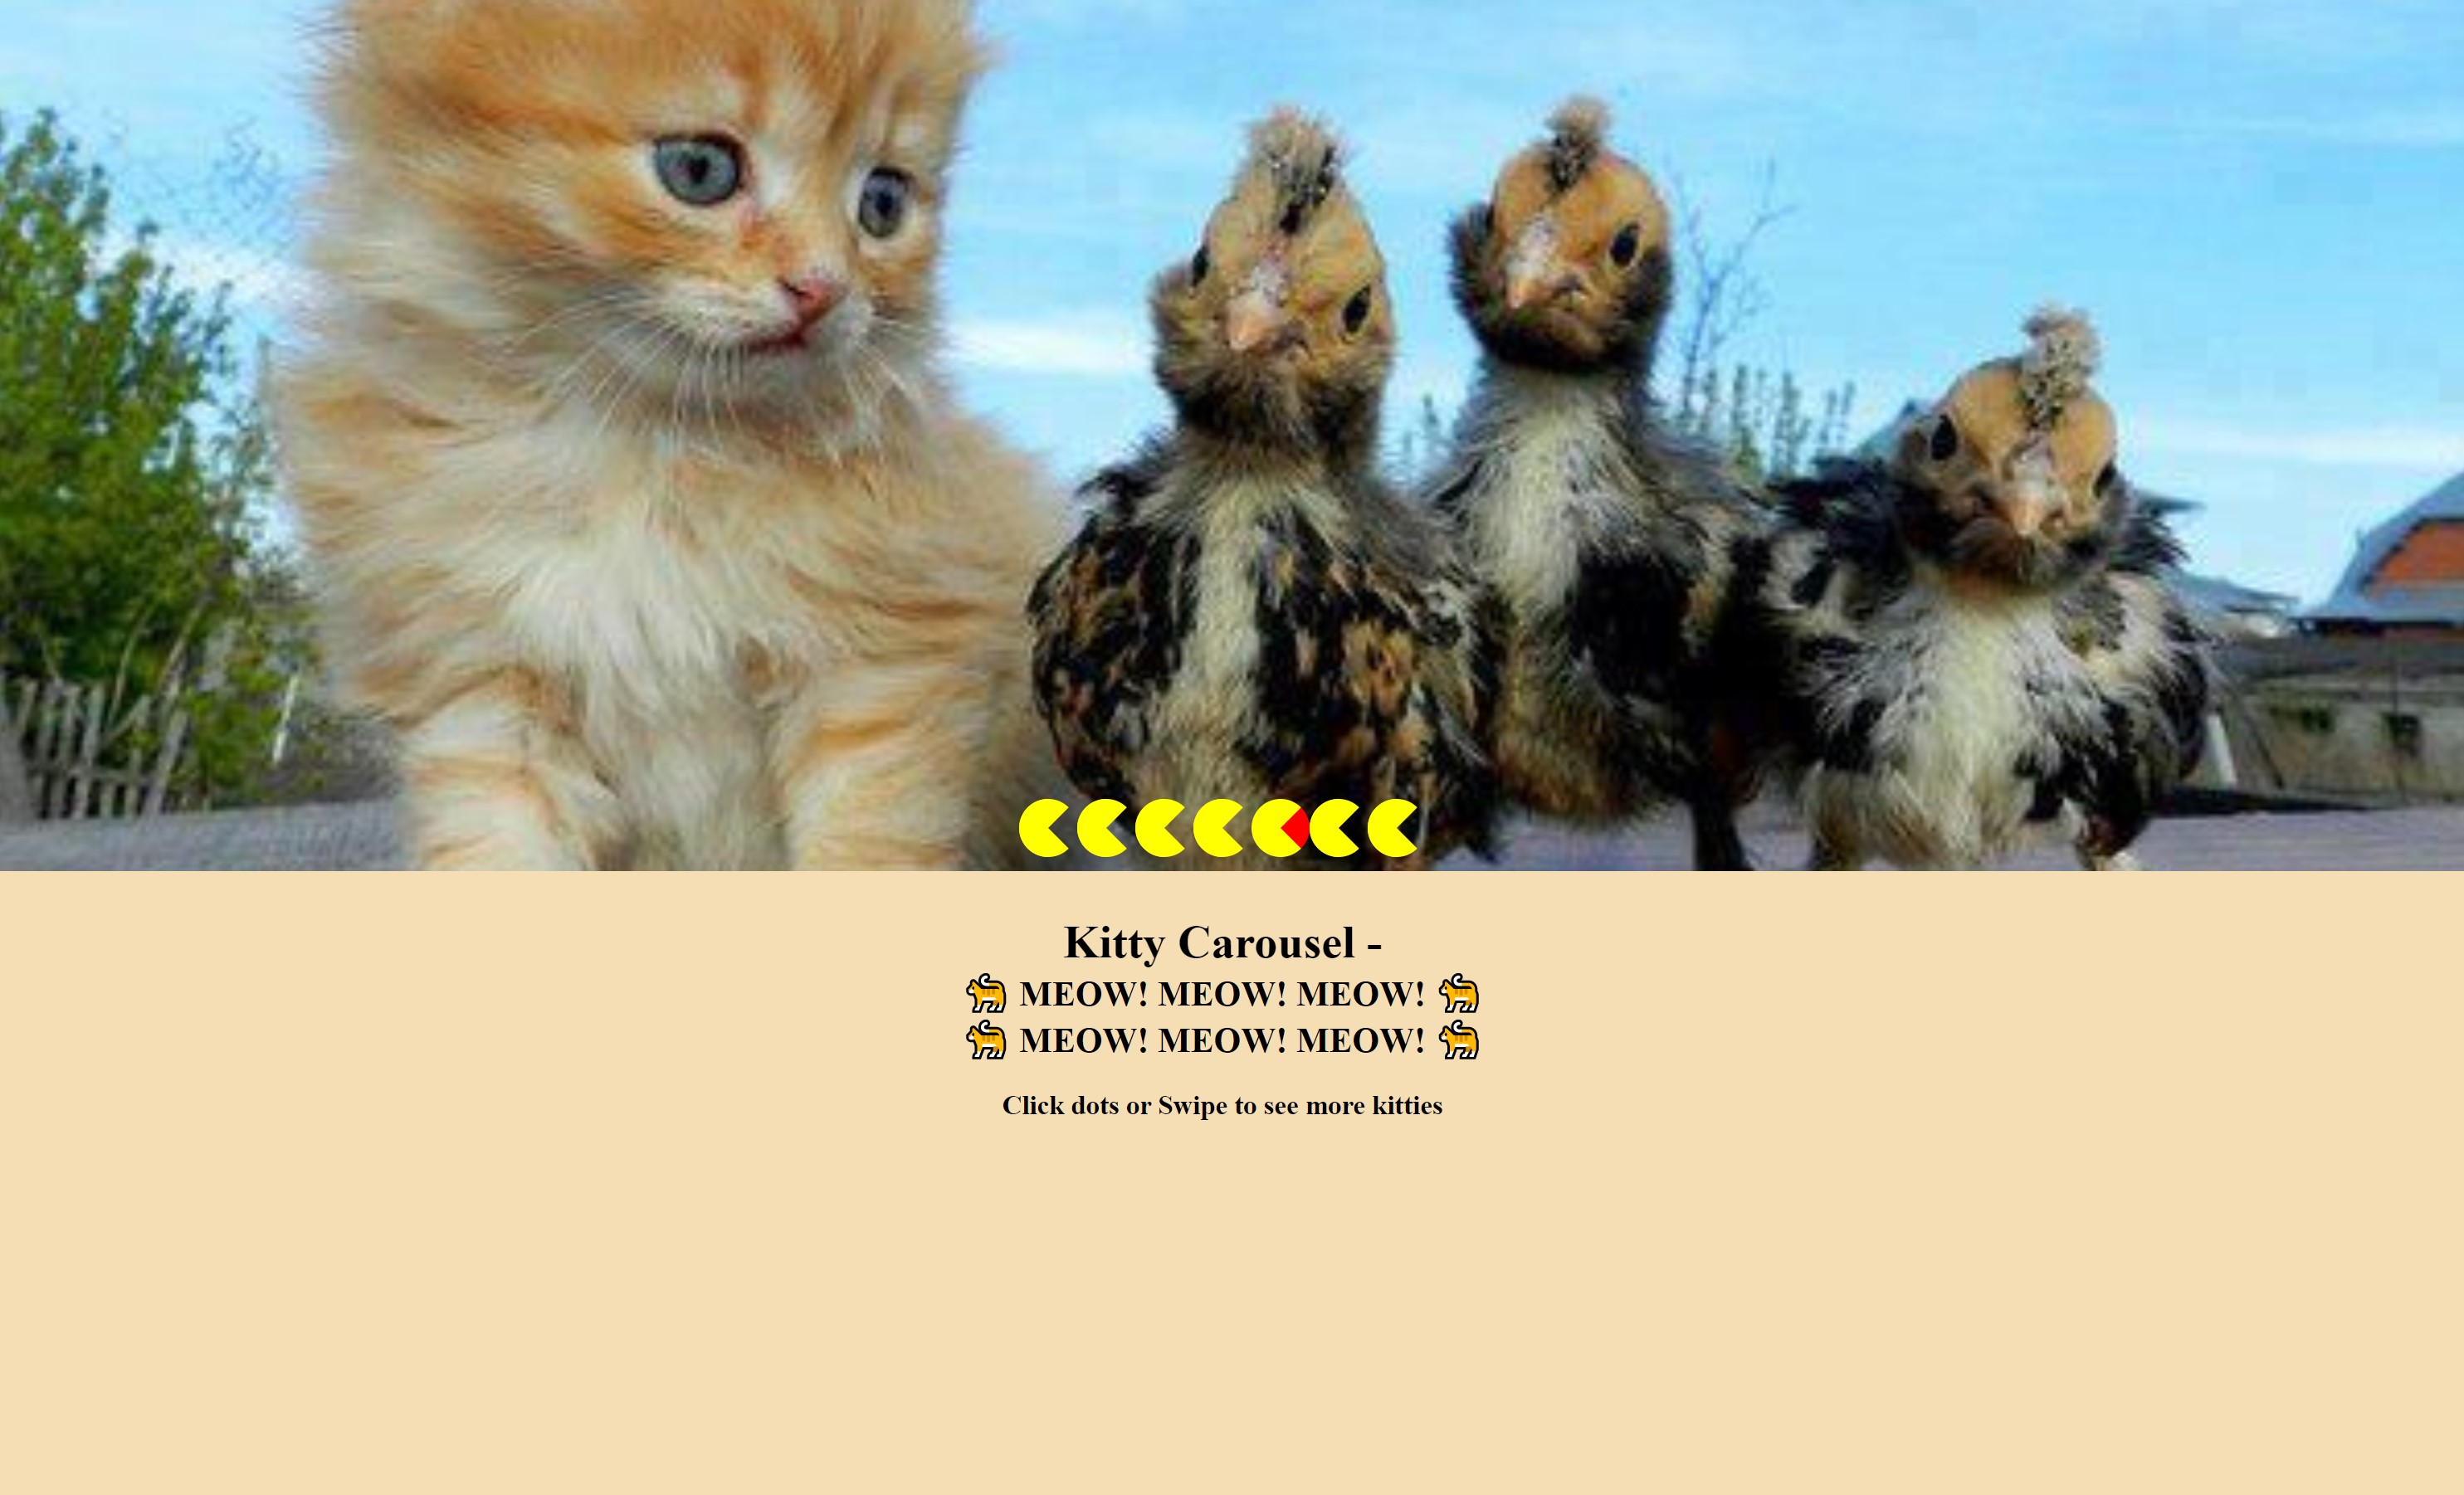 Kitty Carousel -
🐈 MEOW! MEOW! MEOW! 🐈
🐈 MEOW! MEOW! MEOW! 🐈
Click dots or Swipe to see more kitties